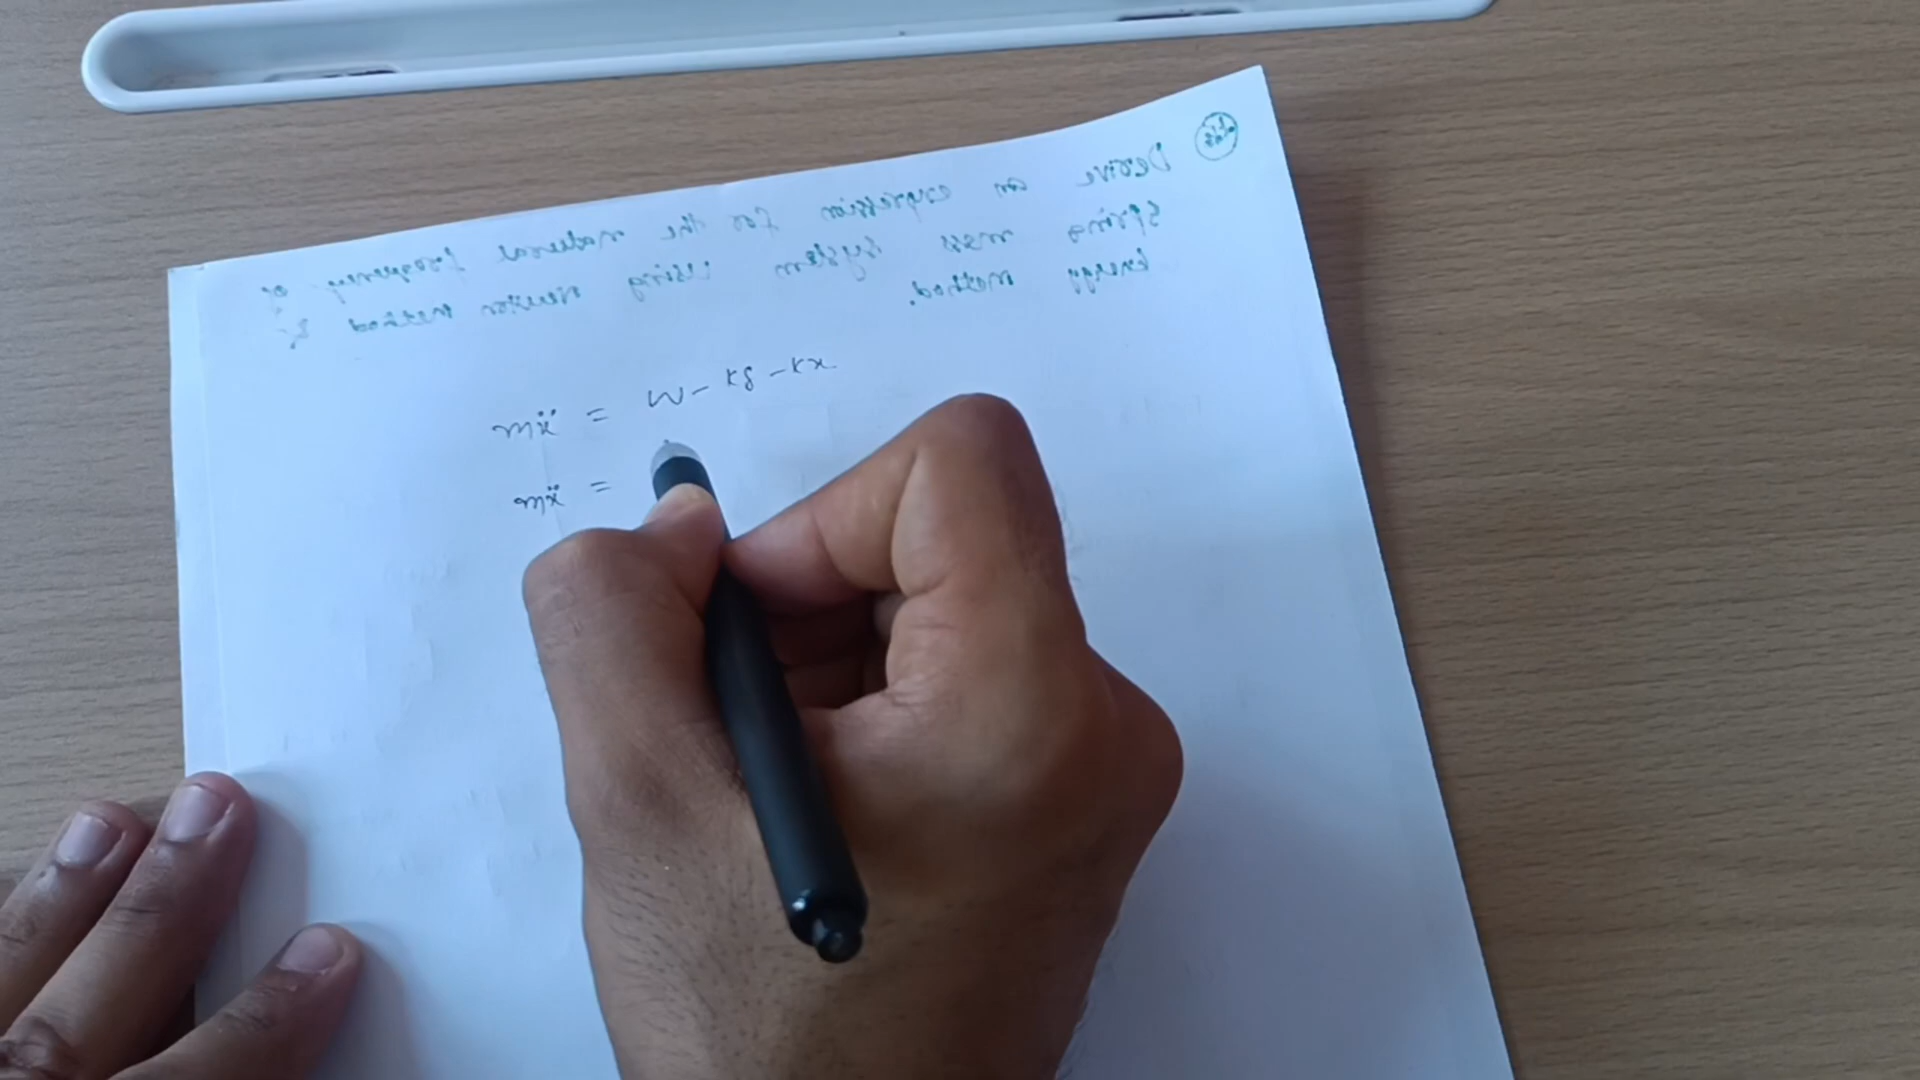 Derive an expression for the natural frequency of
spring mss system using Newton method &
Energy method.
mẍ = W - kδ - kx
mẍ =